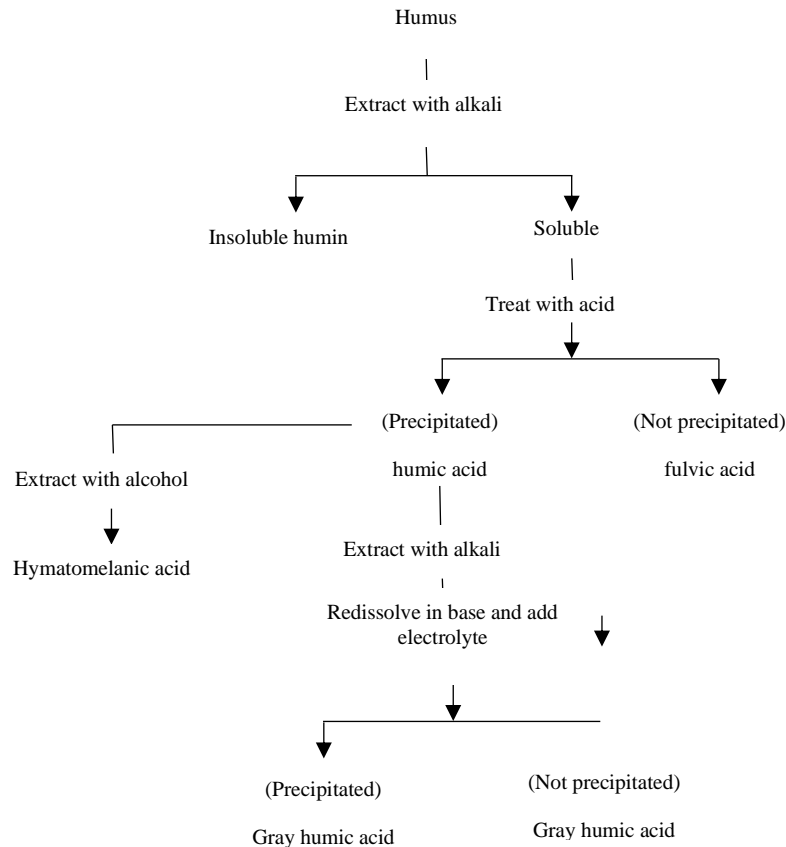 Humus
Extract with alkali
Insoluble humin
Soluble
Treat with acid
(Precipitated)
humic acid
(Not precipitated)
fulvic acid
Extract with alcohol
Hymatomelanic acid
Extract with alkali
Redissolve in base and add
electrolyte
(Precipitated)
Gray humic acid
(Not precipitated)
Gray humic acid